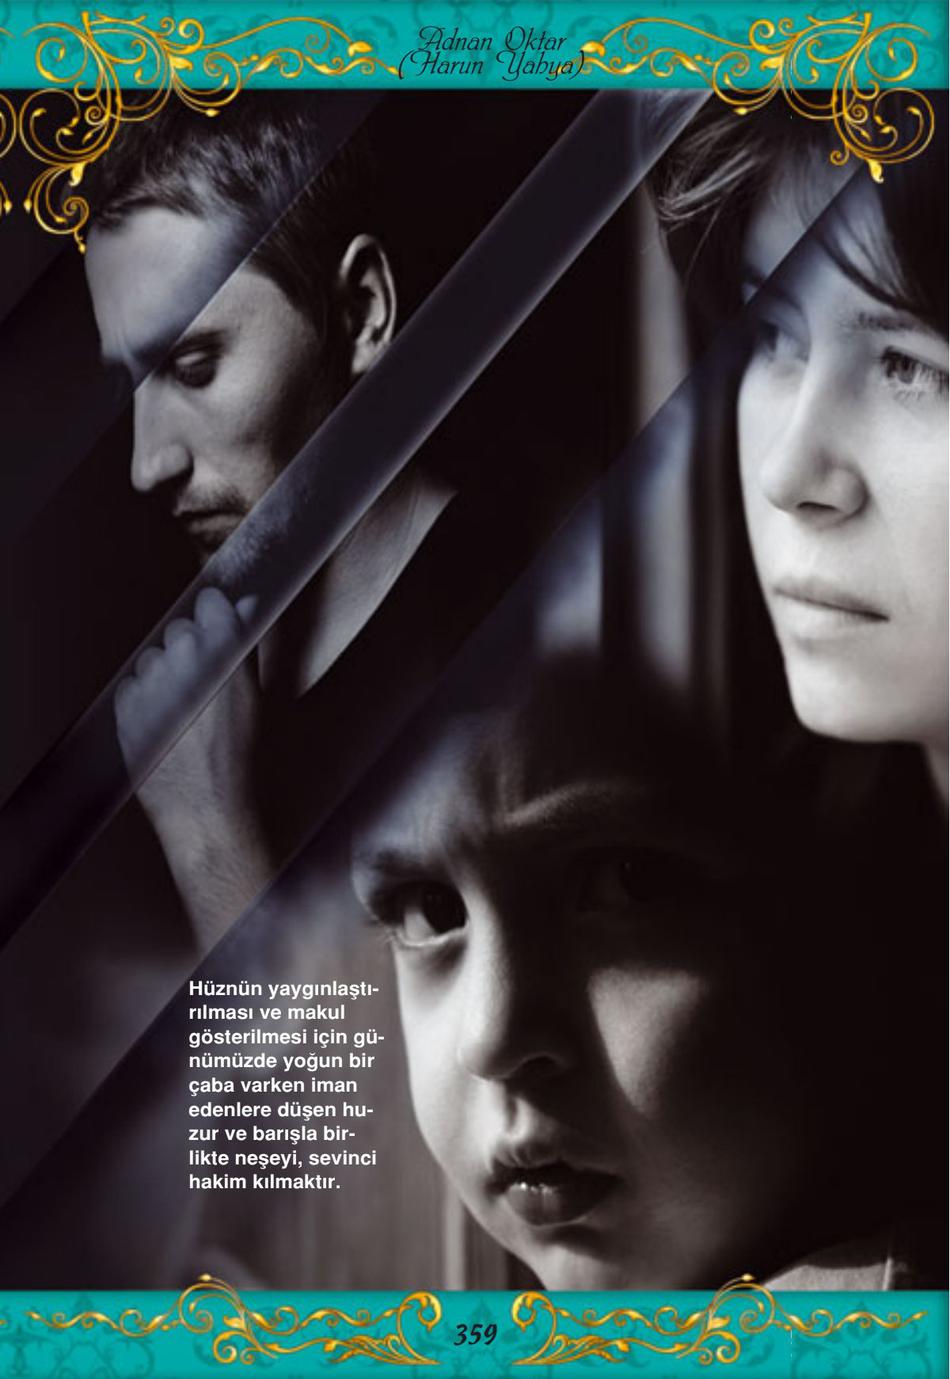 Adnan Oktar
(Harun Yahya)
Hüznün yaygınlaştı-
rılması ve makul
gösterilmesi için gü-
nümüzde yoğun bir
çaba varken iman
edenlere düşen hu-
zur ve barışla bir-
likte neşeyi, sevinci
hakim kılmaktır.
359